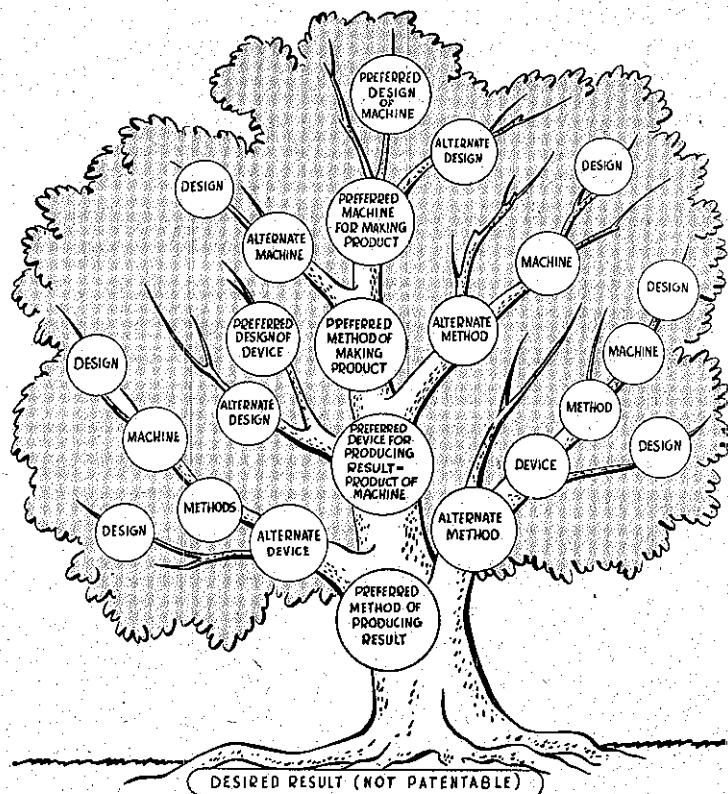 PREFERRED
DESIGN
OF
MACHINE
ALTERNATE
DESIGN
DESIGN
DESIGN
PREFERRED
MACHINE
FOR MAKING
PRODUCT
ALTERNATE
MACHINE
MACHINE
DESIGN
PREFERRED
DESIGN OF
DEVICE
PREFERRED
METHOD OF
MAKING
PRODUCT
ALTERNATE
METHOD
MACHINE
DESIGN
METHOD
ALTERNATE
DESIGN
MACHINE
PREFERRED
DEVICE FOR
PRODUCING
RESULT=
PRODUCT OF
MACHINE
DEVICE
DESIGN
METHODS
DESIGN
ALTERNATE
DEVICE
ALTERNATE
METHOD
PREFERRED
METHOD OF
PRODUCING
RESULT
DESIRED RESULT (NOT PATENTABLE)